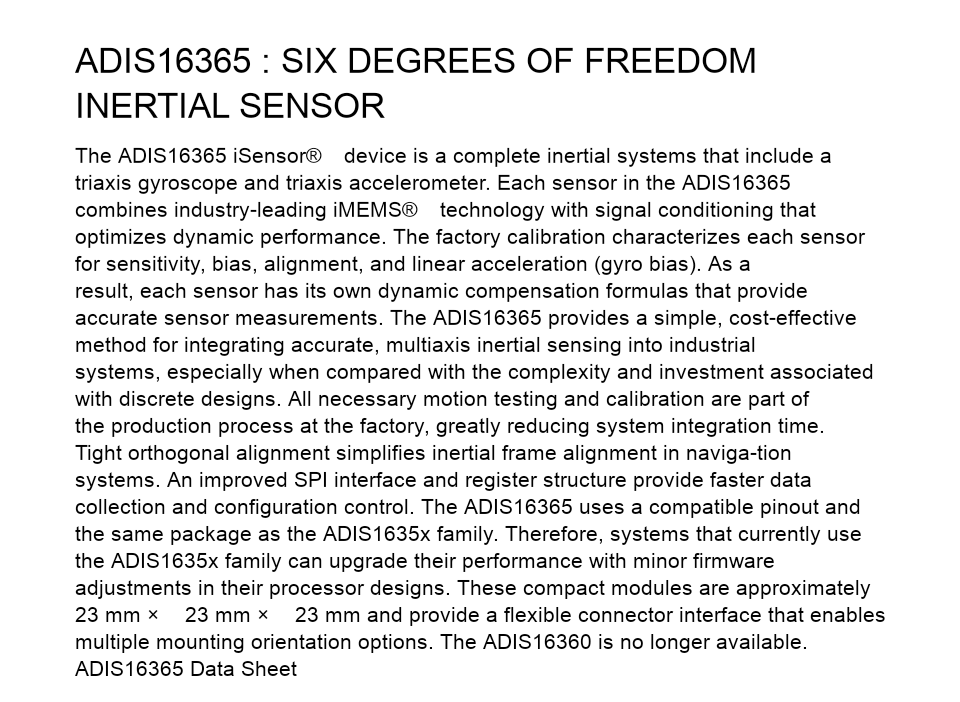 ADIS16365 : SIX DEGREES OF FREEDOM
INERTIAL SENSOR
The ADIS16365 iSensor® device is a complete inertial systems that include a
triaxis gyroscope and triaxis accelerometer. Each sensor in the ADIS16365
combines industry-leading iMEMS® technology with signal conditioning that
optimizes dynamic performance. The factory calibration characterizes each sensor
for sensitivity, bias, alignment, and linear acceleration (gyro bias). As a
result, each sensor has its own dynamic compensation formulas that provide
accurate sensor measurements. The ADIS16365 provides a simple, cost-effective
method for integrating accurate, multiaxis inertial sensing into industrial
systems, especially when compared with the complexity and investment associated
with discrete designs. All necessary motion testing and calibration are part of
the production process at the factory, greatly reducing system integration time.
Tight orthogonal alignment simplifies inertial frame alignment in naviga-tion
systems. An improved SPI interface and register structure provide faster data
collection and configuration control. The ADIS16365 uses a compatible pinout and
the same package as the ADIS1635x family. Therefore, systems that currently use
the ADIS1635x family can upgrade their performance with minor firmware
adjustments in their processor designs. These compact modules are approximately
23 mm × 23 mm × 23 mm and provide a flexible connector interface that enables
multiple mounting orientation options. The ADIS16360 is no longer available.
ADIS16365 Data Sheet